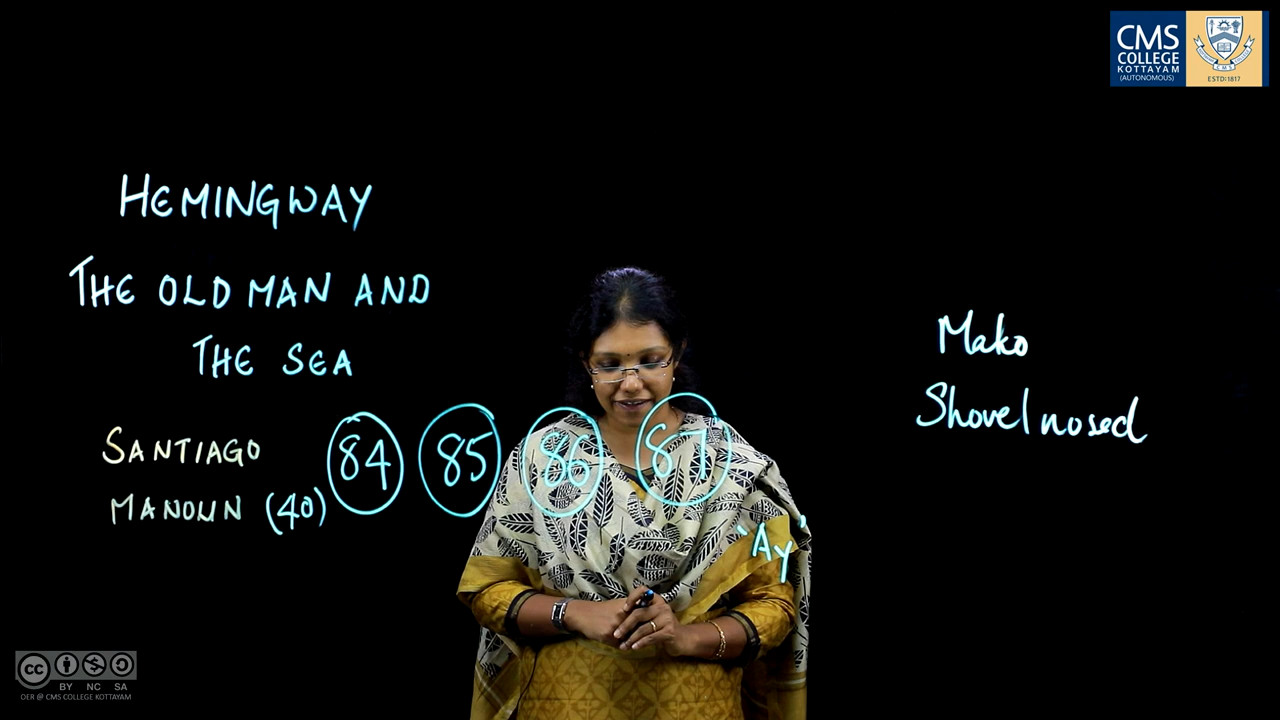 CMS
COLLEGE
KOTTAYAM
(AUTONOMOUS)
ESTD:1817
HEMINGWAY
THE OLD MAN AND
THE SEA
Mako
Shovel nosed
SANTIAGO 84 85 86 87
MANOLIN (40)
'Ay'
cc
BY NC SA
OER @ CMS COLLEGE KOTTAYAM